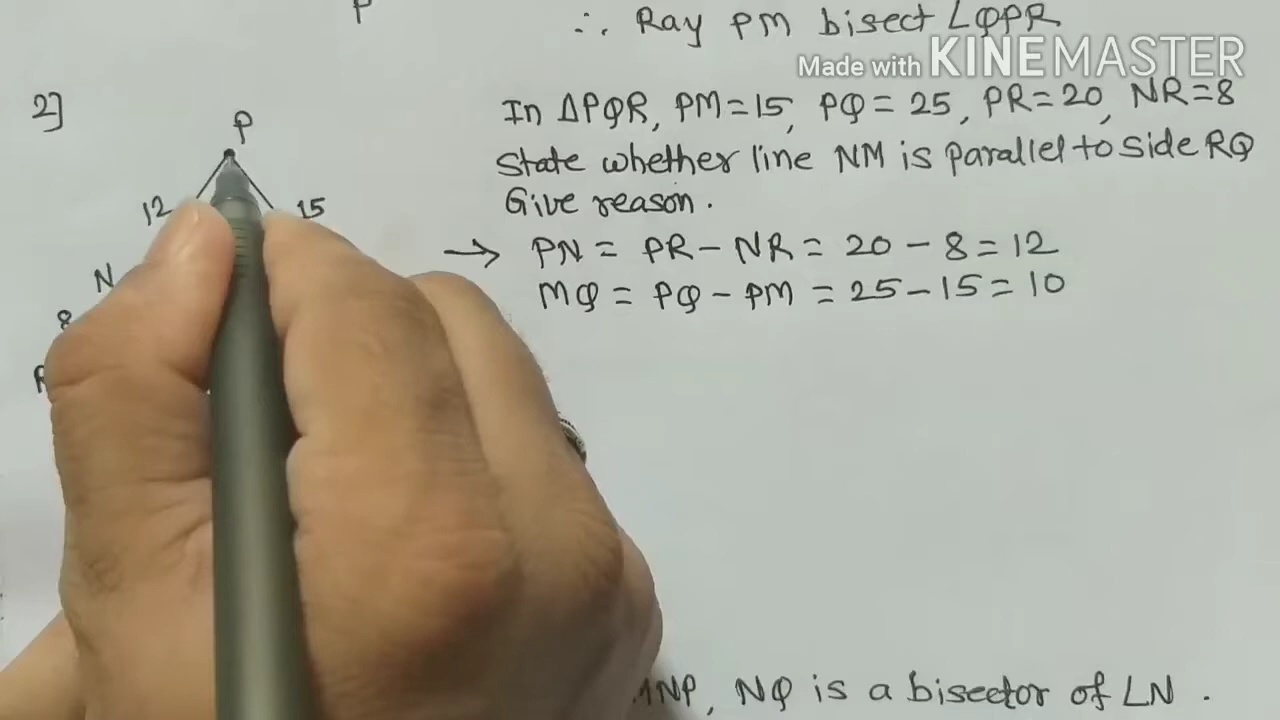 ∴ Ray PM bisect ∠QPR
Made with KINEMASTER
2]
P
12
15
N
8
In ΔPQR, PM=15, PQ=25, PR=20, NR=8
State whether line NM is parallel to side RQ
Give reason.
→ PN = PR - NR = 20 - 8 = 12
MQ = PQ - PM = 25 - 15 = 10
NP, NQ is a bisector of ∠N.